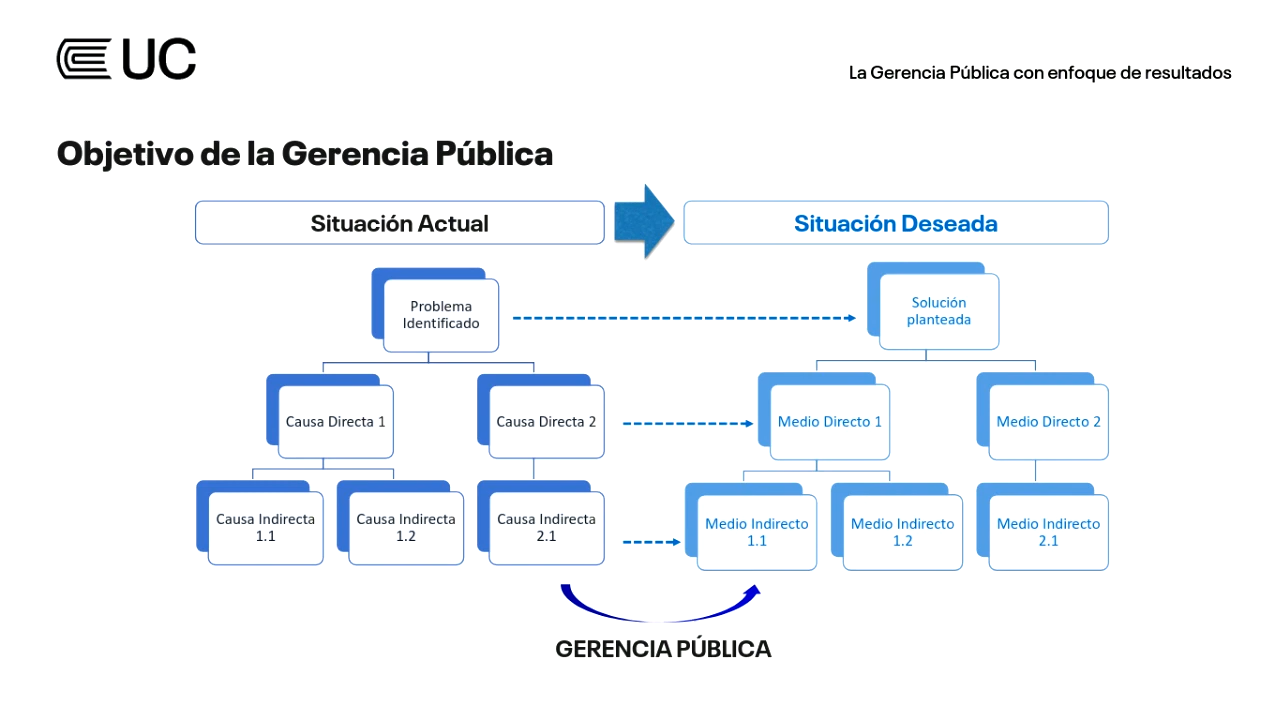 UC
La Gerencia Pública con enfoque de resultados
Objetivo de la Gerencia Pública
Situación Actual
Situación Deseada
Problema
Identificado
Solución
planteada
Causa Directa 1
Causa Directa 2
Medio Directo 1
Medio Directo 2
Causa Indirecta
1.1
Causa Indirecta
1.2
Causa Indirecta
2.1
Medio Indirecto
1.1
Medio Indirecto
1.2
Medio Indirecto
2.1
GERENCIA PÚBLICA